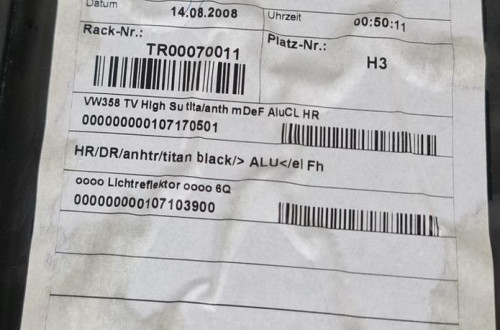 Datum 14.08.2008 Uhrzeit 00:50:11
Rack-Nr.: Platz-Nr.:
TR00070011 H3
VW358 TV High Su tita/anth mDeF AluCL HR
000000000107170501
HR/DR/anhtr/titan black/> ALU</el Fh
oooo Lichtreflektor oooo 6Q
000000000107103900